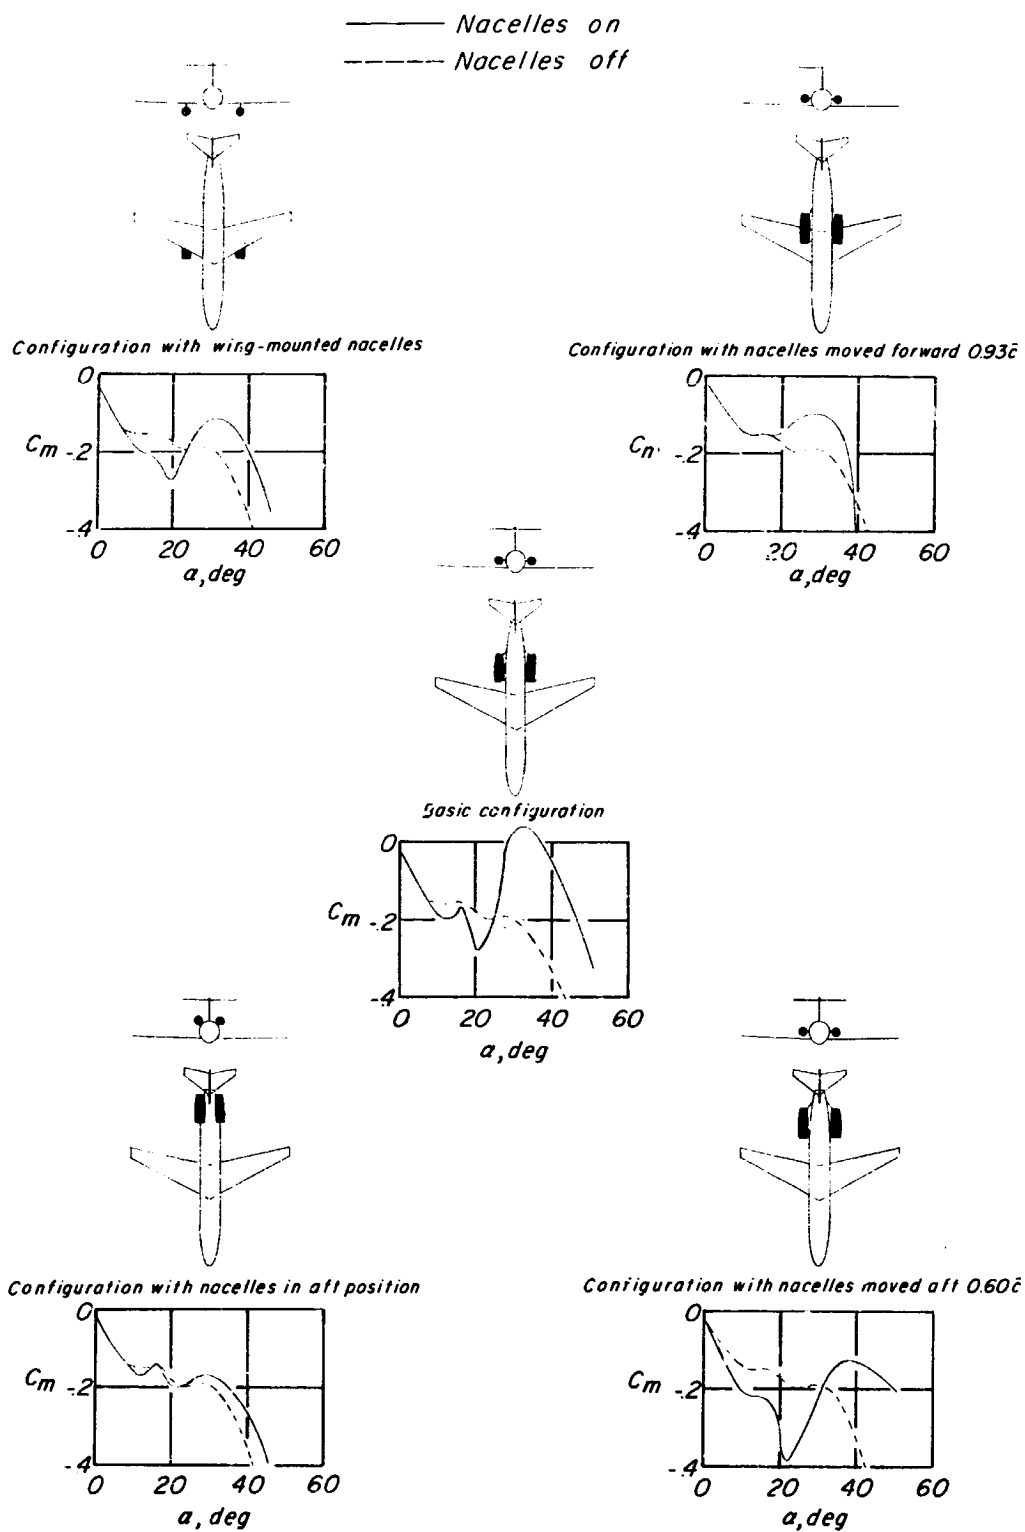 Nacelles on
Nacelles off
Configuration with wing-mounted nacelles
0
Cm -.2
-.4
0 20 40 60
α, deg
Configuration with nacelles moved forward 0.93c̄
0
-.2
-.4
0 20 40 60
α, deg
Basic configuration
0
Cm -.2
-.4
0 20 40 60
α, deg
Configuration with nacelles in aft position
0
Cm -.2
-.4
0 20 40 60
α, deg
Configuration with nacelles moved aft 0.60c̄
0
Cm -.2
-.4
0 20 40 60
α, deg